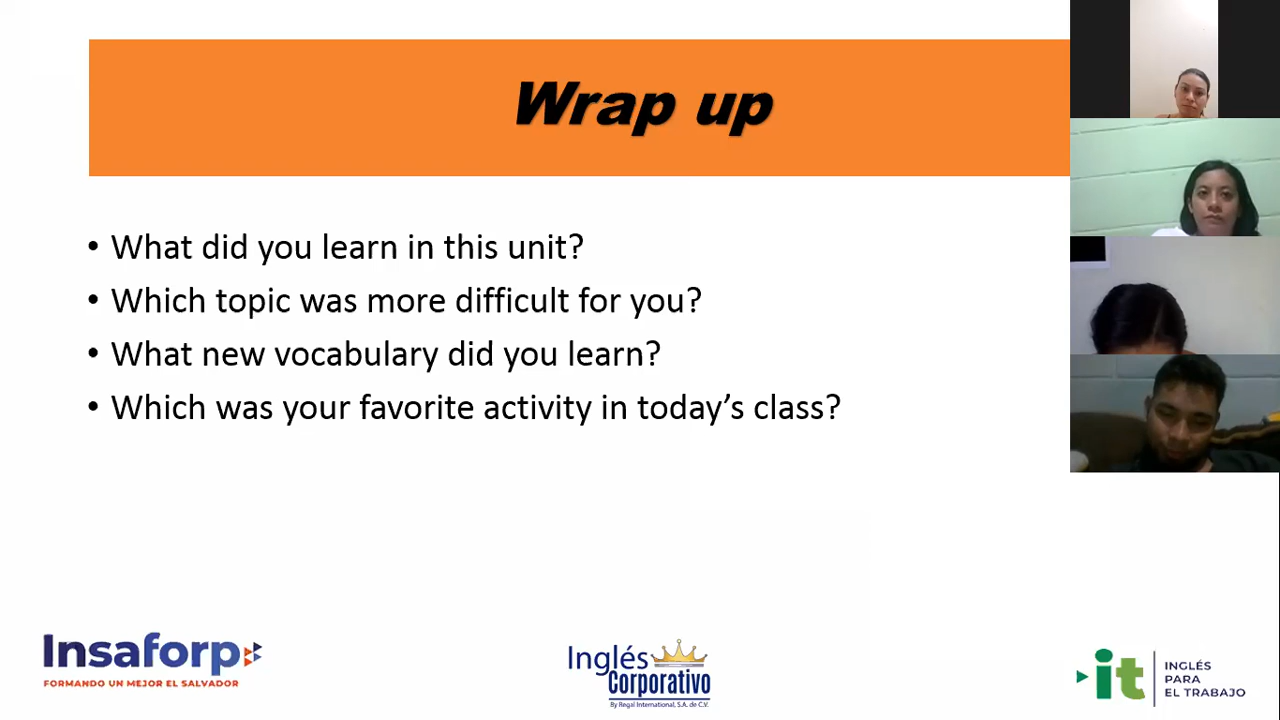 Wrap up
• What did you learn in this unit?
• Which topic was more difficult for you?
• What new vocabulary did you learn?
• Which was your favorite activity in today’s class?
Insaforp
FORMANDO UN MEJOR EL SALVADOR
Inglés
Corporativo
By Regal International, S.A. de C.V.
it
INGLÉS
PARA
EL TRABAJO